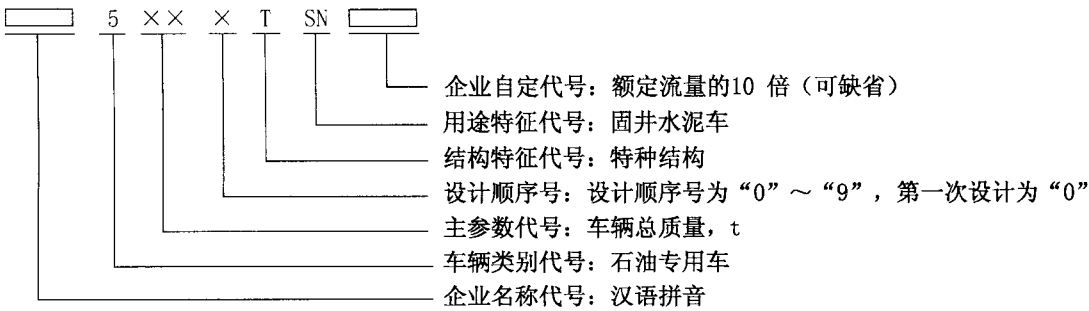 5 ×× × T SN
企业自定代号：额定流量的10 倍（可缺省）
用途特征代号：固井水泥车
结构特征代号：特种结构
设计顺序号：设计顺序号为“0”～“9”，第一次设计为“0”
主参数代号：车辆总质量，t
车辆类别代号：石油专用车
企业名称代号：汉语拼音